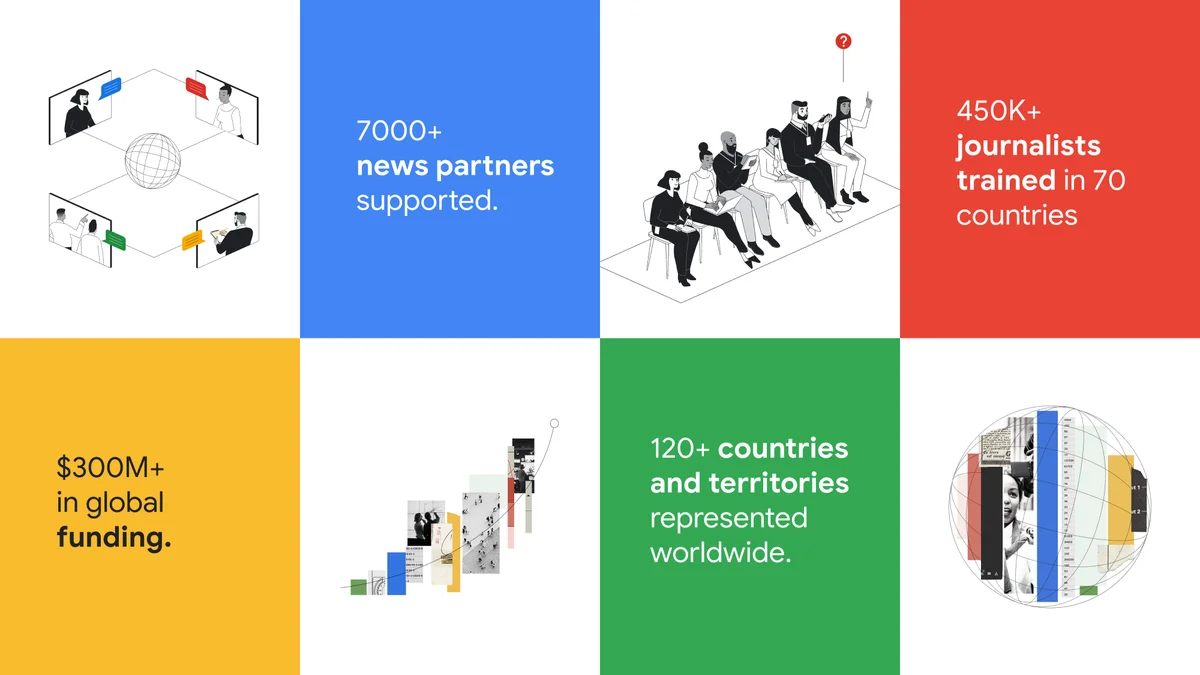 7000+
news partners
supported.
?
450K+
journalists
trained in 70
countries
$300M+
in global
funding.
120+ countries
and territories
represented
worldwide.